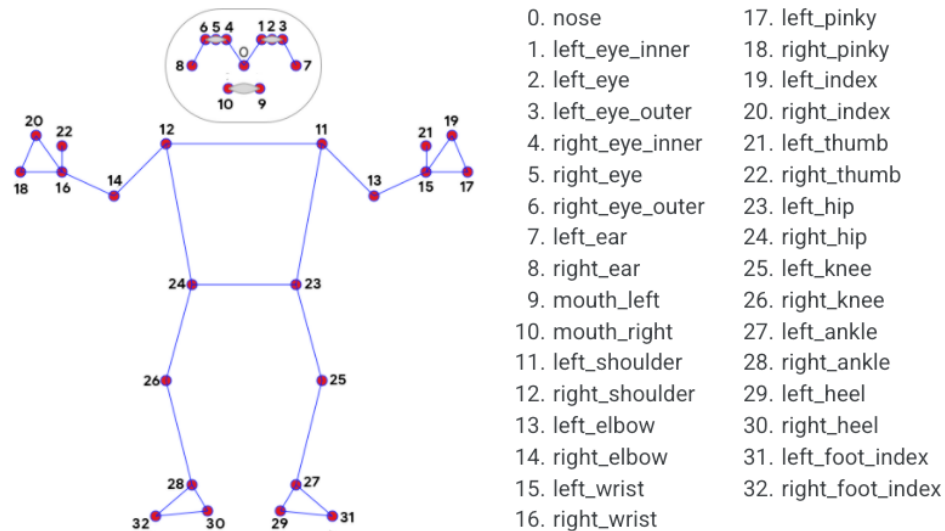 6 5 4 1 2 3
0
8 7
10 9
20 22 12 11 21 19
18 16 14 13 15 17
24 23
26 25
28 27
32 30 29 31
0. nose
1. left_eye_inner
2. left_eye
3. left_eye_outer
4. right_eye_inner
5. right_eye
6. right_eye_outer
7. left_ear
8. right_ear
9. mouth_left
10. mouth_right
11. left_shoulder
12. right_shoulder
13. left_elbow
14. right_elbow
15. left_wrist
16. right_wrist
17. left_pinky
18. right_pinky
19. left_index
20. right_index
21. left_thumb
22. right_thumb
23. left_hip
24. right_hip
25. left_knee
26. right_knee
27. left_ankle
28. right_ankle
29. left_heel
30. right_heel
31. left_foot_index
32. right_foot_index